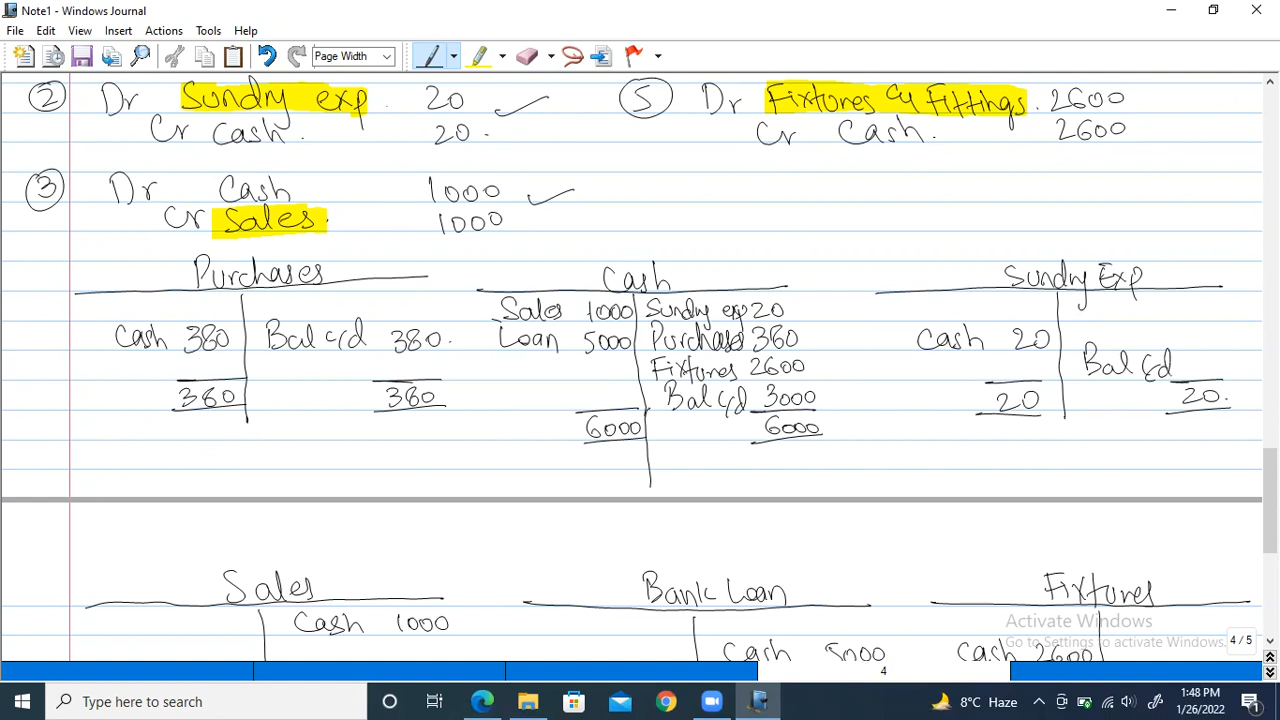 Note1 - Windows Journal
File Edit View Insert Actions Tools Help
Page Width
② Dr Sundry exp. 20
Cr Cash. 20.
⑤ Dr Fixtures & Fittings. 2600
Cr Cash. 2600
③ Dr Cash 1000
Cr Sales. 1000
Purchases
Cash 380 Bal c/d 380.
380 380
Cash
Sales 1000 Sundry exp 20
Loan 5000 Purchases 380
Fixtures 2600
Bal c/d 3000
6000 6000
Sundry Exp
Cash 20
Bal c/d
20 20.
Sales
Cash 1000
Bank Loan
Cash 5000
Fixtures
Cash 2600
Activate Windows
Go to Settings to activate Windows.
4 / 5
4
Type here to search
8°C Haze
1:48 PM
1/26/2022
1